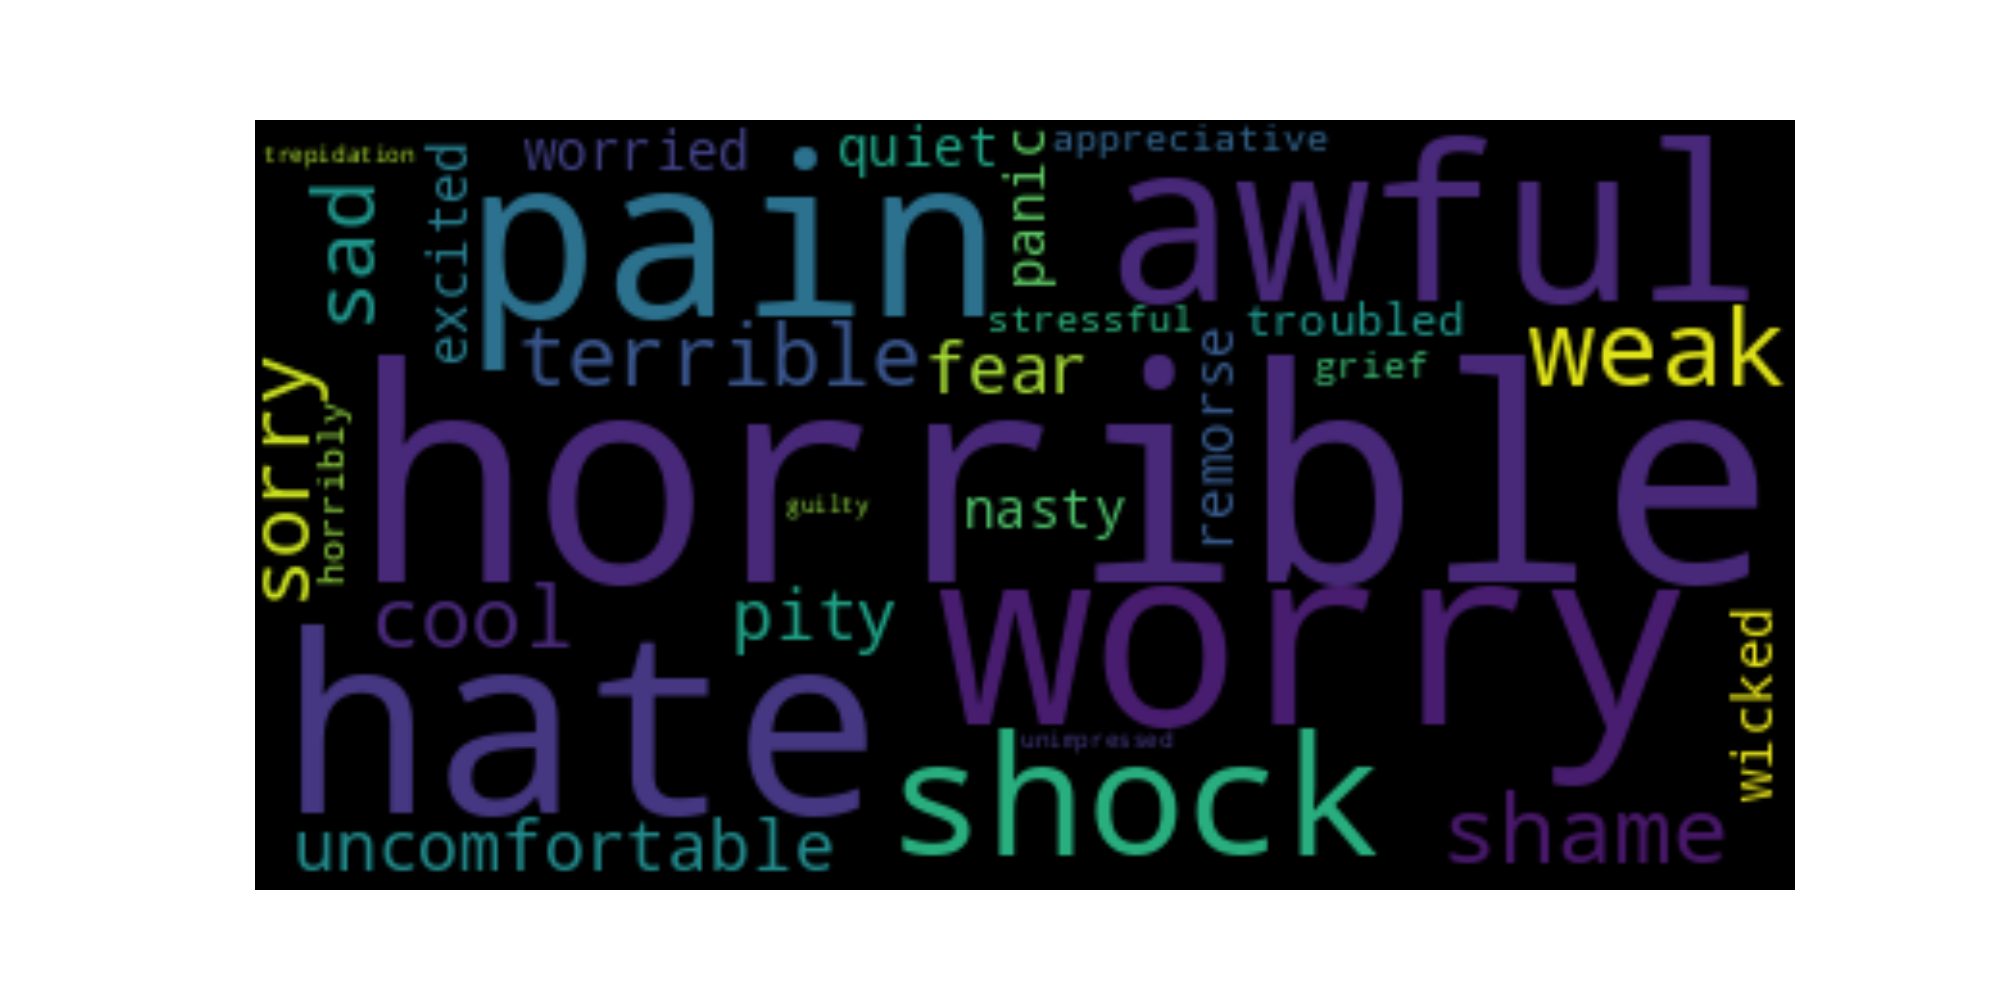 trepidation
worried
quiet
panic
appreciative
awful
sad
excited
pain
stressful
troubled
weak
terrible
fear
grief
remorse
sorry
horribly
horrible
guilty
nasty
cool
pity
worry
wicked
hate
unimpressed
shock
shame
uncomfortable